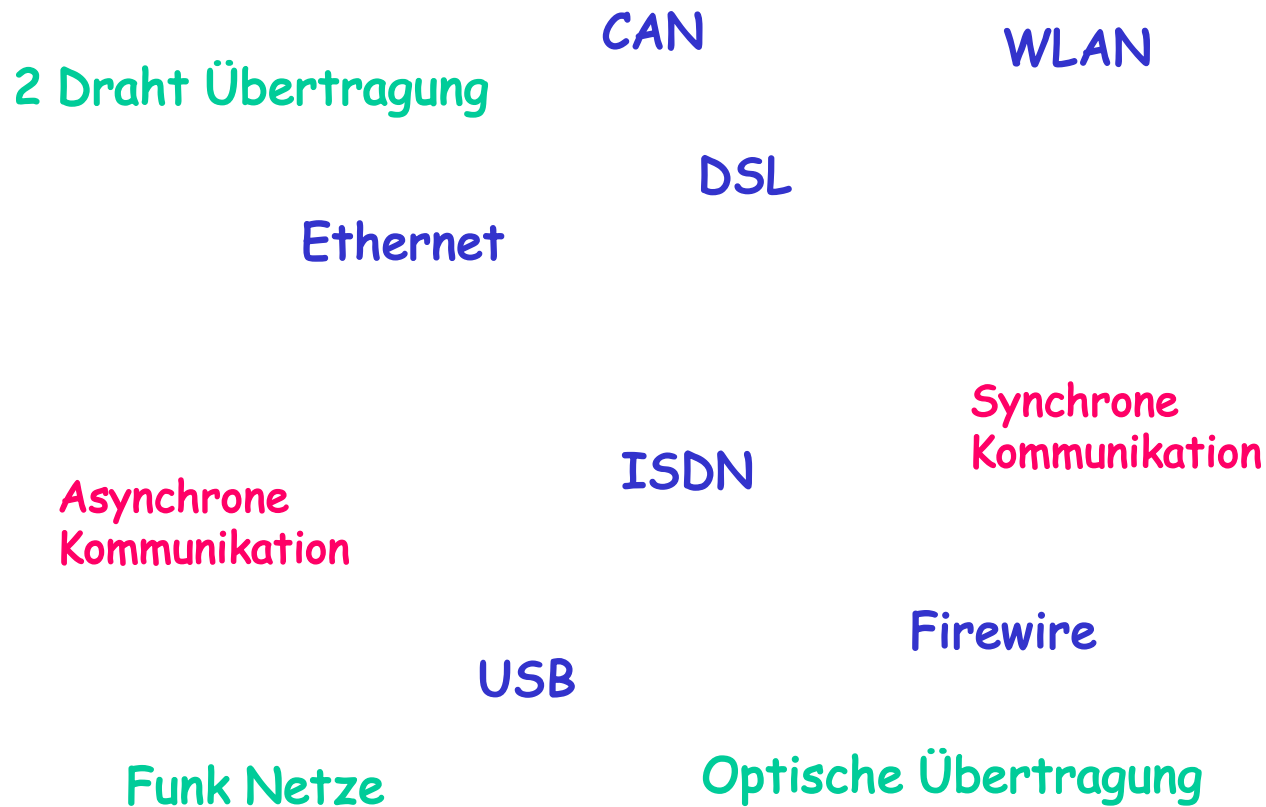 CAN
WLAN
2 Draht Übertragung
DSL
Ethernet
Synchrone
Kommunikation
ISDN
Asynchrone
Kommunikation
Firewire
USB
Optische Übertragung
Funk Netze